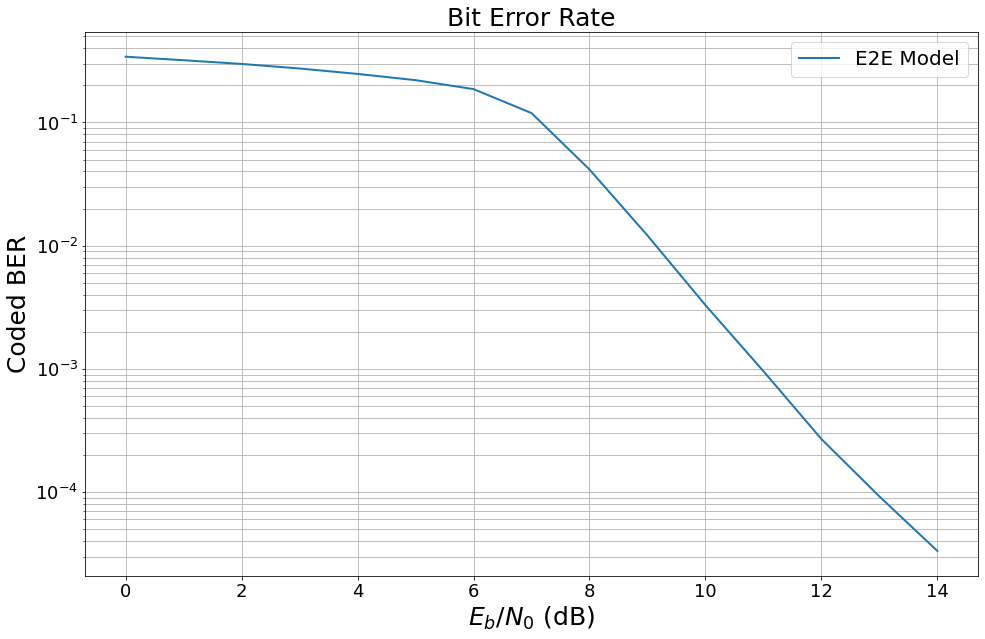 Bit Error Rate
E2E Model
Coded BER
10⁻¹
10⁻²
10⁻³
10⁻⁴
0 2 4 6 8 10 12 14
E_b/N_0 (dB)